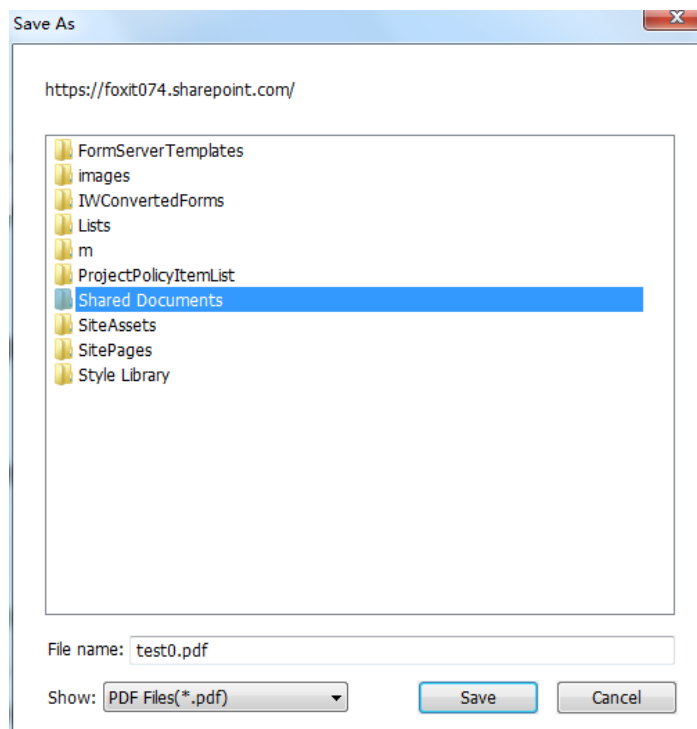 Save As
https://foxit074.sharepoint.com/
FormServerTemplates
images
IWConvertedForms
Lists
m
ProjectPolicyItemList
Shared Documents
SiteAssets
SitePages
Style Library
File name: test0.pdf
Show: PDF Files(*.pdf) Save Cancel